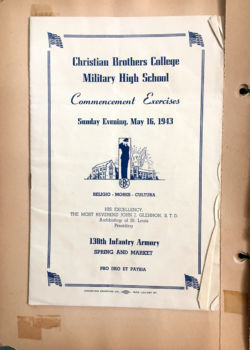 Christian Brothers College
Military High School
Commencement Exercises
Sunday Evening, May 16, 1943
RELIGIO - MORES - CULTURA
HIS EXCELLENCY,
THE MOST REVEREND JOHN J. GLENNON, S. T. D.
Archbishop of St. Louis
Presiding
138th Infantry Armory
SPRING AND MARKET
PRO DEO ET PATRIA